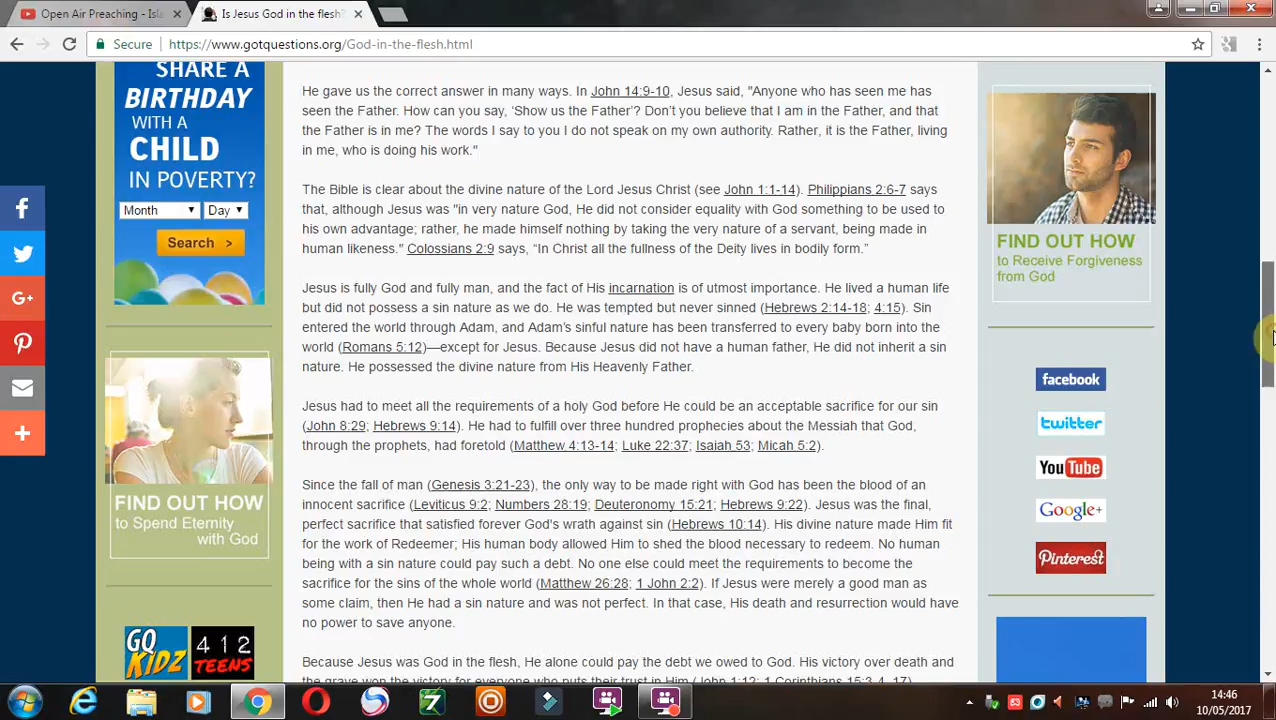 Open Air Preaching - Isla
Is Jesus God in the flesh?
Secure
https://www.gotquestions.org/God-in-the-flesh.html
SHARE A
BIRTHDAY
WITH A
CHILD
IN POVERTY?
Month
Day
Search >
FIND OUT HOW
to Spend Eternity
with God
GQ
KIDZ
4 1 2
TEENS
He gave us the correct answer in many ways. In John 14:9-10, Jesus said, "Anyone who has seen me has
seen the Father. How can you say, ‘Show us the Father’? Don’t you believe that I am in the Father, and that
the Father is in me? The words I say to you I do not speak on my own authority. Rather, it is the Father, living
in me, who is doing his work."
The Bible is clear about the divine nature of the Lord Jesus Christ (see John 1:1-14). Philippians 2:6-7 says
that, although Jesus was "in very nature God, He did not consider equality with God something to be used to
his own advantage; rather, he made himself nothing by taking the very nature of a servant, being made in
human likeness." Colossians 2:9 says, “In Christ all the fullness of the Deity lives in bodily form.”
Jesus is fully God and fully man, and the fact of His incarnation is of utmost importance. He lived a human life
but did not possess a sin nature as we do. He was tempted but never sinned (Hebrews 2:14-18; 4:15). Sin
entered the world through Adam, and Adam’s sinful nature has been transferred to every baby born into the
world (Romans 5:12)—except for Jesus. Because Jesus did not have a human father, He did not inherit a sin
nature. He possessed the divine nature from His Heavenly Father.
Jesus had to meet all the requirements of a holy God before He could be an acceptable sacrifice for our sin
(John 8:29; Hebrews 9:14). He had to fulfill over three hundred prophecies about the Messiah that God,
through the prophets, had foretold (Matthew 4:13-14; Luke 22:37; Isaiah 53; Micah 5:2).
Since the fall of man (Genesis 3:21-23), the only way to be made right with God has been the blood of an
innocent sacrifice (Leviticus 9:2; Numbers 28:19; Deuteronomy 15:21; Hebrews 9:22). Jesus was the final,
perfect sacrifice that satisfied forever God's wrath against sin (Hebrews 10:14). His divine nature made Him fit
for the work of Redeemer; His human body allowed Him to shed the blood necessary to redeem. No human
being with a sin nature could pay such a debt. No one else could meet the requirements to become the
sacrifice for the sins of the whole world (Matthew 26:28; 1 John 2:2). If Jesus were merely a good man as
some claim, then He had a sin nature and was not perfect. In that case, His death and resurrection would have
no power to save anyone.
Because Jesus was God in the flesh, He alone could pay the debt we owed to God. His victory over death and
the grave won the victory for everyone who puts their trust in Him (John 1:12; 1 Corinthians 15:3-4, 17).
FIND OUT HOW
to Receive Forgiveness
from God
facebook
twitter
YouTube
Google+
Pinterest
14:46
10/05/2017